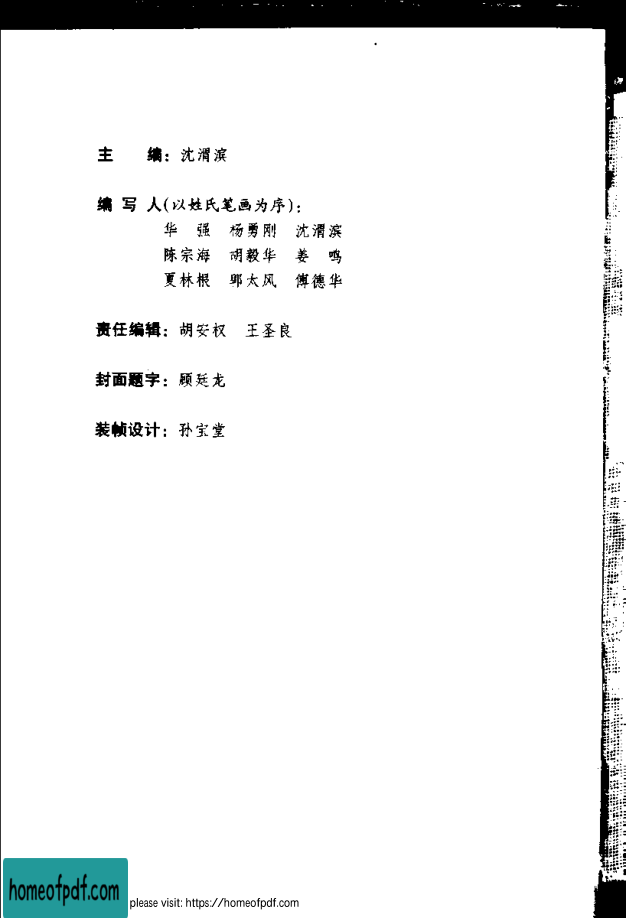 主　　编：沈渭滨
编 写 人(以姓氏笔画为序)：
华　强　杨勇刚　沈渭滨
陈宗海　胡毅华　姜　鸣
夏林根　邬太风　傅德华
责任编辑：胡安权　王圣良
封面题字：顾廷龙
装帧设计：孙宝堂
homeofpdf.com
please visit: https://homeofpdf.com